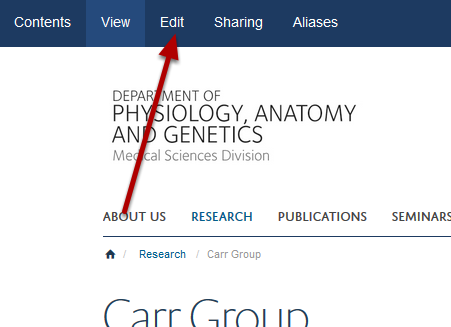 Contents View Edit Sharing Aliases
DEPARTMENT OF
PHYSIOLOGY, ANATOMY
AND GENETICS
Medical Sciences Division
ABOUT US RESEARCH PUBLICATIONS SEMINARS
/ Research / Carr Group
Carr Group